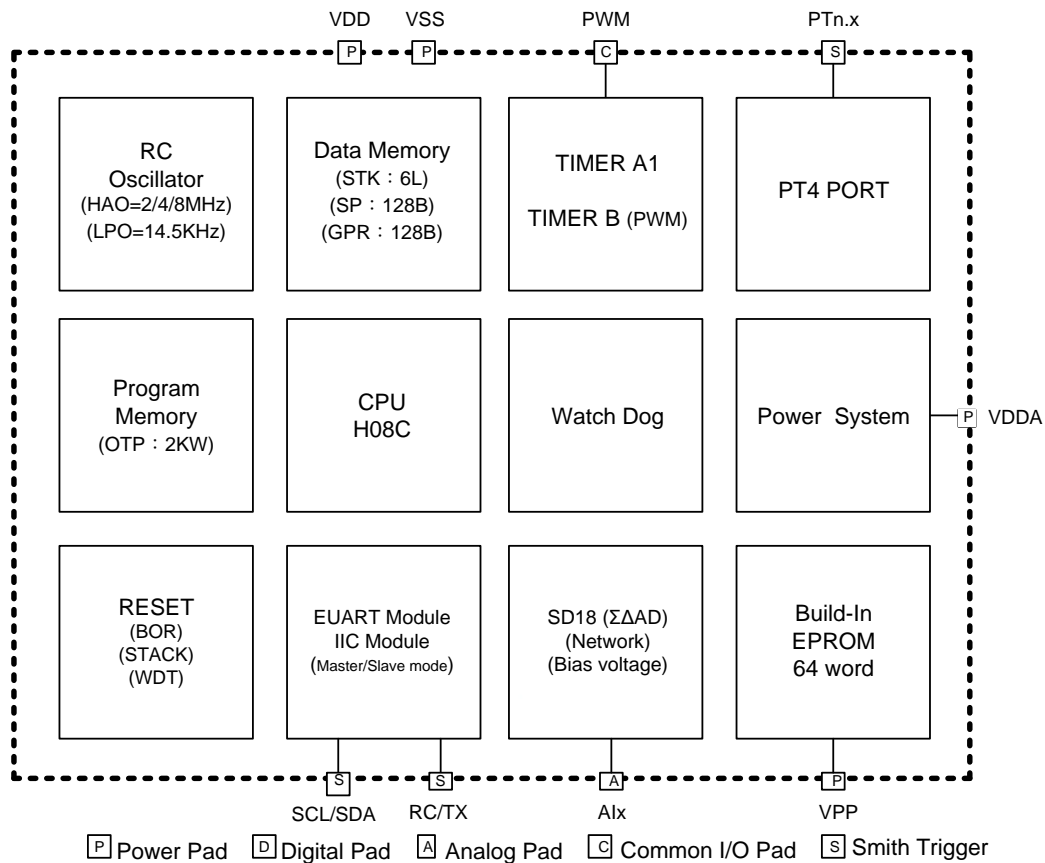 VDD VSS PWM PTn.x
P P C S
RC
Oscillator
(HAO=2/4/8MHz)
(LPO=14.5KHz)
Data Memory
(STK：6L)
(SP：128B)
(GPR：128B)
TIMER A1
TIMER B (PWM)
PT4 PORT
Program
Memory
(OTP：2KW)
CPU
H08C
Watch Dog
Power System
P VDDA
RESET
(BOR)
(STACK)
(WDT)
EUART Module
IIC Module
(Master/Slave mode)
SD18 (ΣΔAD)
(Network)
(Bias voltage)
Build-In
EPROM
64 word
S S A P
SCL/SDA RC/TX AIx VPP
P Power Pad D Digital Pad A Analog Pad C Common I/O Pad S Smith Trigger